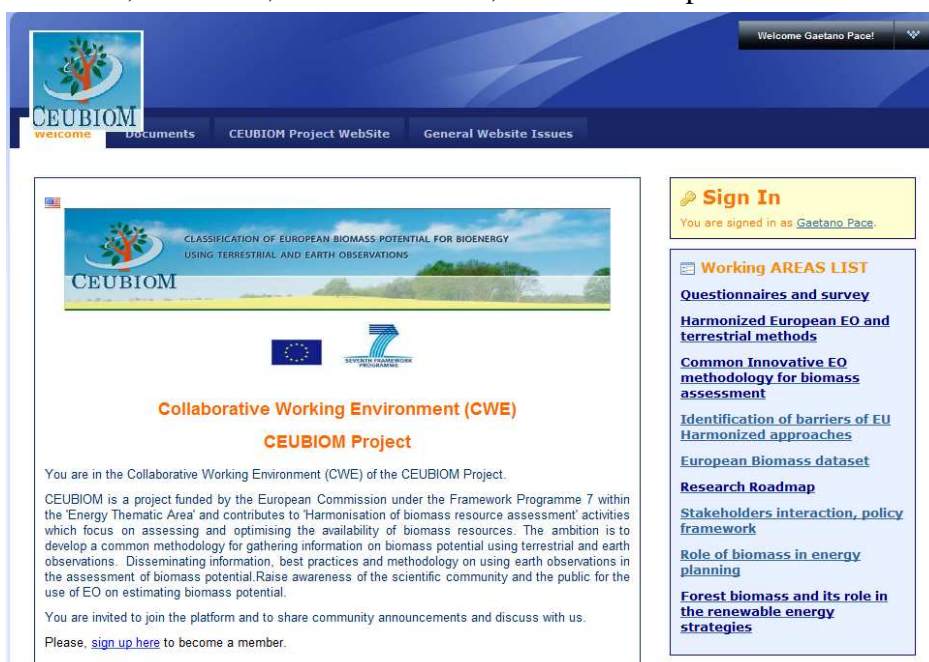 Welcome Gaetano Pace!
CEUBIOM
Welcome
Documents
CEUBIOM Project WebSite
General Website Issues
CLASSIFICATION OF EUROPEAN BIOMASS POTENTIAL FOR BIOENERGY
USING TERRESTRIAL AND EARTH OBSERVATIONS
CEUBIOM
SEVENTH FRAMEWORK
PROGRAMME
Collaborative Working Environment (CWE)
CEUBIOM Project
You are in the Collaborative Working Environment (CWE) of the CEUBIOM Project.
CEUBIOM is a project funded by the European Commission under the Framework Programme 7 within
the 'Energy Thematic Area' and contributes to 'Harmonisation of biomass resource assessment' activities
which focus on assessing and optimising the availability of biomass resources. The ambition is to
develop a common methodology for gathering information on biomass potential using terrestrial and earth
observations. Disseminating information, best practices and methodology on using earth observations in
the assessment of biomass potential.Raise awareness of the scientific community and the public for the
use of EO on estimating biomass potential.
You are invited to join the platform and to share community announcements and discuss with us.
Please, sign up here to become a member.
Sign In
You are signed in as Gaetano Pace.
Working AREAS LIST
Questionnaires and survey
Harmonized European EO and
terrestrial methods
Common Innovative EO
methodology for biomass
assessment
Identification of barriers of EU
Harmonized approaches
European Biomass dataset
Research Roadmap
Stakeholders interaction, policy
framework
Role of biomass in energy
planning
Forest biomass and its role in
the renewable energy
strategies